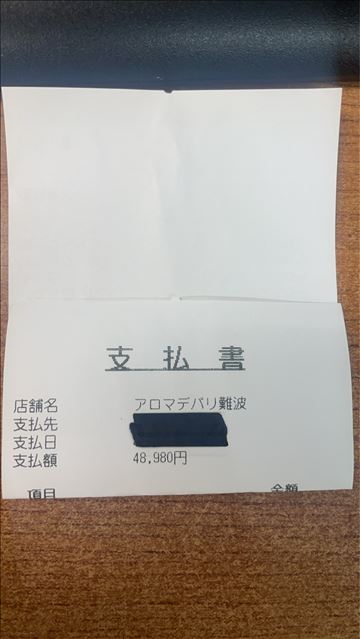 支払書
店舗名 アロマデバリ難波
支払先
支払日
支払額 48,980円
項目 金額